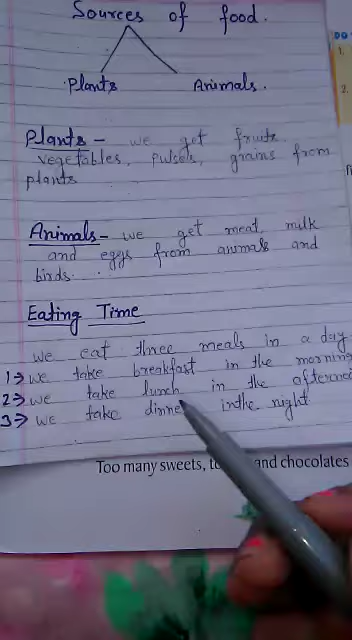 Sources of food.
Plants Animals.
Plants - we get fruits
vegetables, pulses, grains from
plants
Animals - we get meat, milk
and eggs from animals and
birds.
Eating Time
we eat three meals in a day
1→ we take breakfast in the morning
2→ we take lunch in the
3→ we take in the night
DO
1.
2.
Too many sweets, and chocolates